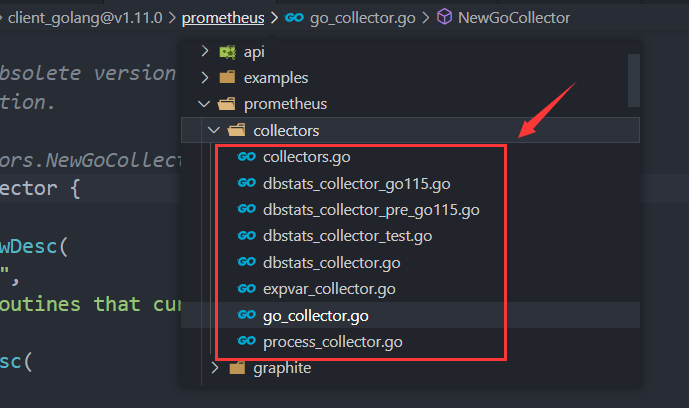 client_golang@v1.11.0 > prometheus > GO go_collector.go > NewGoCollector
api
bsolete version
examples
tion.
prometheus
collectors
ors.NewGoCollect
GO collectors.go
ector {
GO dbstats_collector_go115.go
GO dbstats_collector_pre_go115.go
GO dbstats_collector_test.go
wDesc(
GO dbstats_collector.go
",
GO expvar_collector.go
outines that cur
GO go_collector.go
GO process_collector.go
sc(
graphite